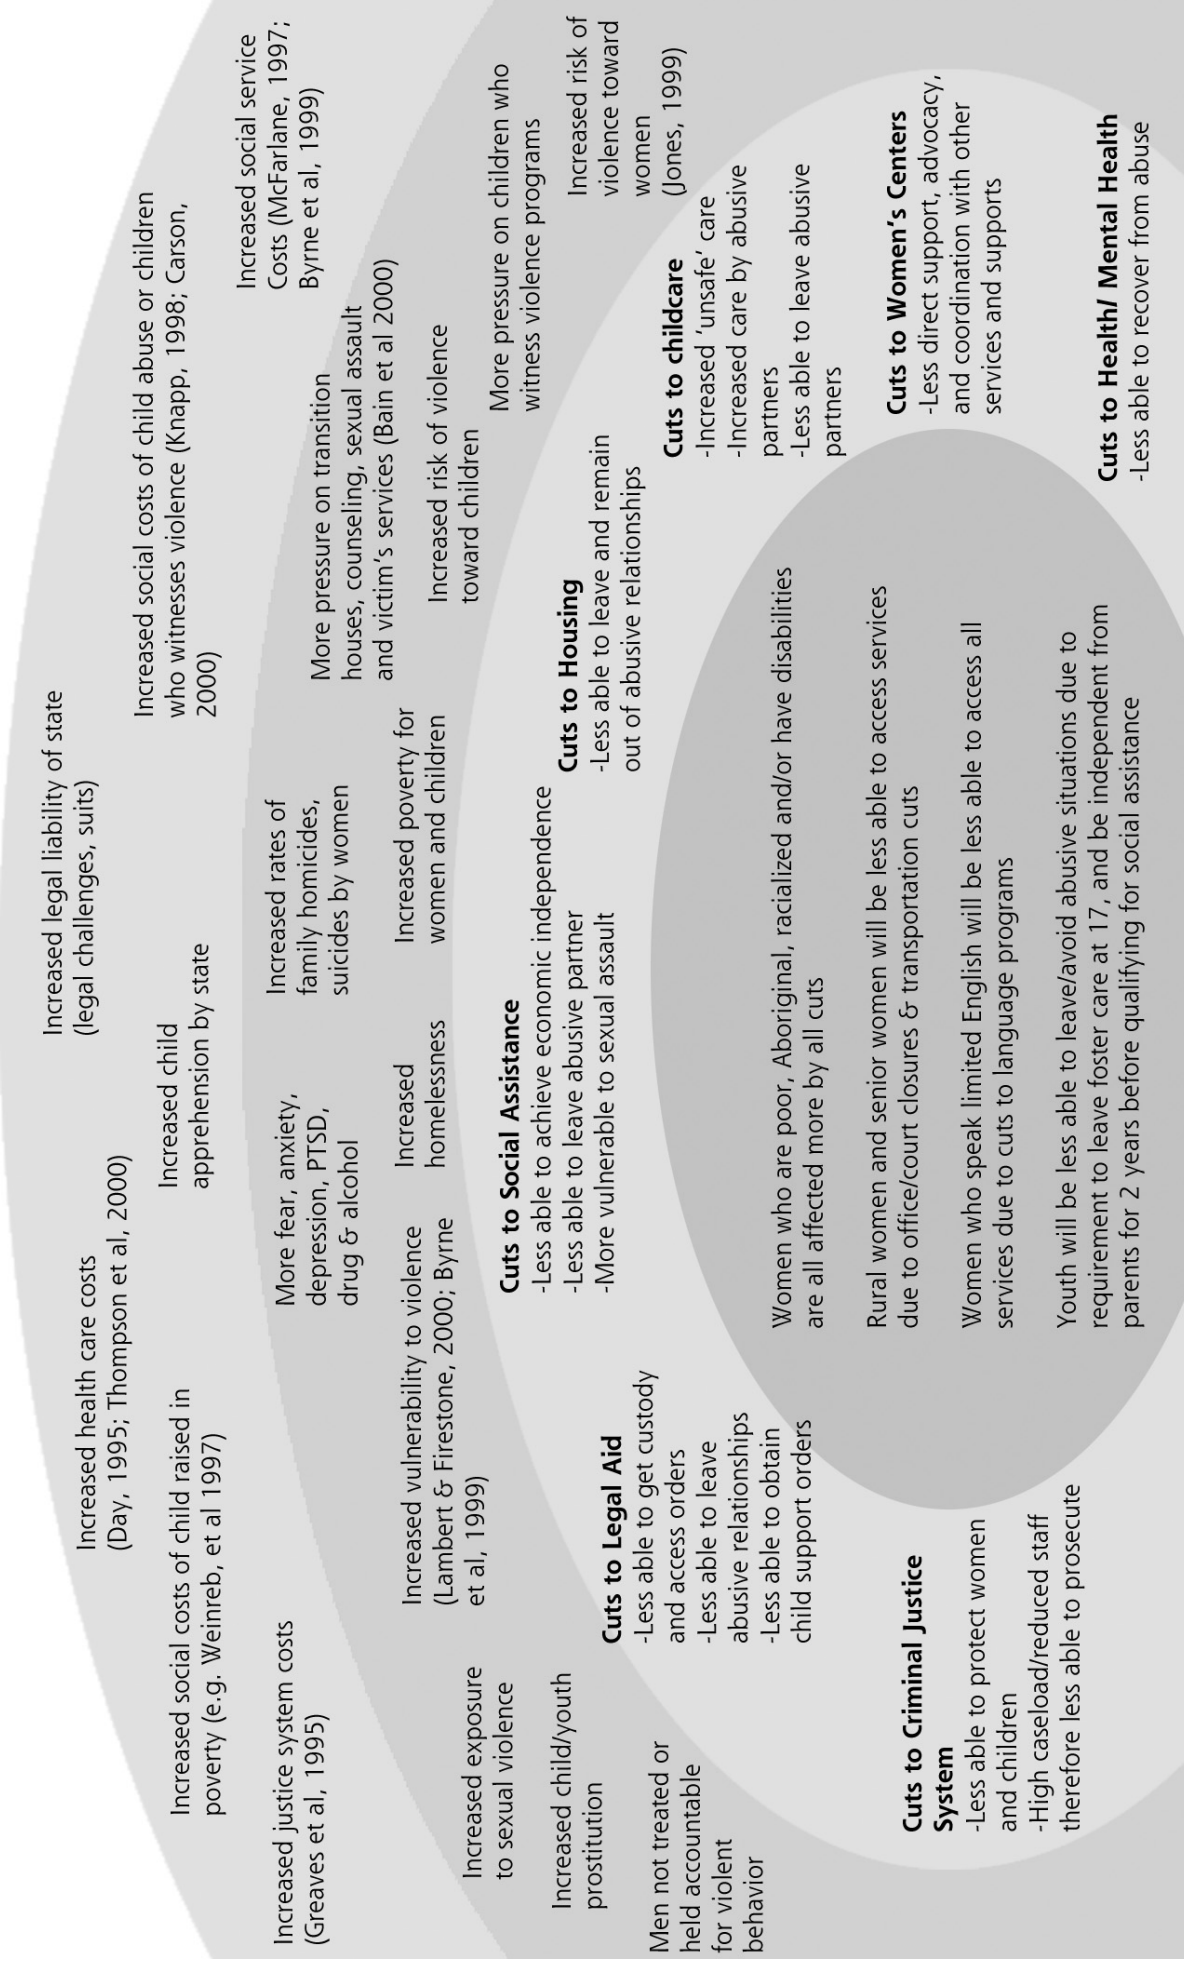 Increased legal liability of state
(legal challenges, suits)
Increased health care costs
(Day, 1995; Thompson et al, 2000)
Increased social costs of child abuse or children
who witnesses violence (Knapp, 1998; Carson,
2000)
Increased child
apprehension by state
Increased social costs of child raised in
poverty (e.g. Weinreb, et al 1997)
Increased social service
Costs (McFarlane, 1997;
Byrne et al, 1999)
Increased justice system costs
(Greaves et al, 1995)
More fear, anxiety,
depression, PTSD,
drug & alcohol
Increased rates of
family homicides,
suicides by women
More pressure on transition
houses, counseling, sexual assault
and victim's services (Bain et al 2000)
Increased vulnerability to violence
(Lambert & Firestone, 2000; Byrne
et al, 1999)
Increased
homelessness
Increased poverty for
women and children
Increased risk of violence
toward children
Increased exposure
to sexual violence
More pressure on children who
witness violence programs
Increased child/youth
prostitution
Increased risk of
violence toward
women
(Jones, 1999)
Men not treated or
held accountable
for violent
behavior
Cuts to Social Assistance
-Less able to achieve economic independence
-Less able to leave abusive partner
-More vulnerable to sexual assault
Cuts to Housing
-Less able to leave and remain
out of abusive relationships
Cuts to Legal Aid
-Less able to get custody
and access orders
-Less able to leave
abusive relationships
-Less able to obtain
child support orders
Cuts to childcare
-Increased 'unsafe' care
-Increased care by abusive
partners
-Less able to leave abusive
partners
Cuts to Criminal Justice
System
-Less able to protect women
and children
-High caseload/reduced staff
therefore less able to prosecute
Cuts to Women's Centers
-Less direct support, advocacy,
and coordination with other
services and supports
Cuts to Health/ Mental Health
-Less able to recover from abuse
Women who are poor, Aboriginal, racialized and/or have disabilities
are all affected more by all cuts
Rural women and senior women will be less able to access services
due to office/court closures & transportation cuts
Women who speak limited English will be less able to access all
services due to cuts to language programs
Youth will be less able to leave/avoid abusive situations due to
requirement to leave foster care at 17, and be independent from
parents for 2 years before qualifying for social assistance